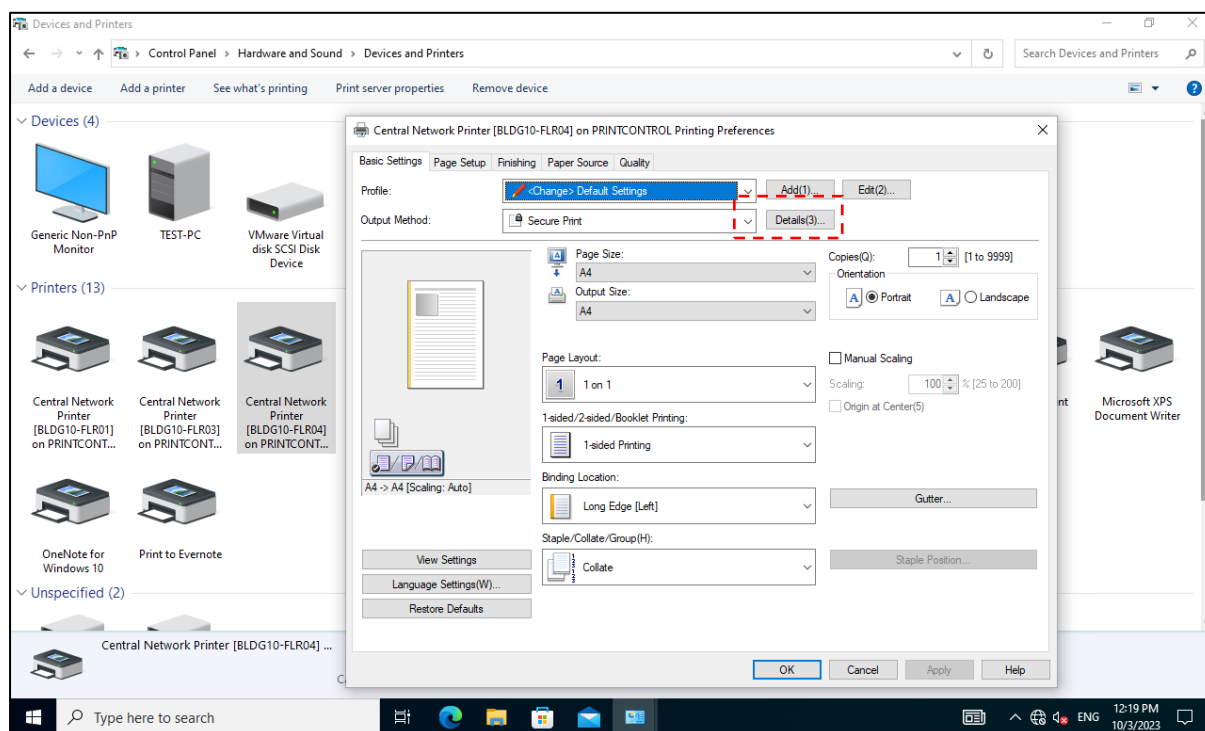 Devices and Printers
Control Panel > Hardware and Sound > Devices and Printers
Search Devices and Printers
Add a device Add a printer See what's printing Print server properties Remove device
Devices (4)
Generic Non-PnP
Monitor
TEST-PC
VMware Virtual
disk SCSI Disk
Device
Printers (13)
Central Network
Printer
[BLDG10-FLR01]
on PRINTCONT...
Central Network
Printer
[BLDG10-FLR03]
on PRINTCONT...
Central Network
Printer
[BLDG10-FLR04]
on PRINTCONT...
nt
Microsoft XPS
Document Writer
OneNote for
Windows 10
Print to Evernote
Unspecified (2)
Central Network Printer [BLDG10-FLR04] ...
Central Network Printer [BLDG10-FLR04] on PRINTCONTROL Printing Preferences
Basic Settings Page Setup Finishing Paper Source Quality
Profile: <Change> Default Settings Add(1)... Edit(2)...
Output Method: Secure Print Details(3)...
Page Size:
A4
Output Size:
A4
Copies(Q): 1 [1 to 9999]
Orientation
A Portrait A Landscape
Page Layout:
1 1 on 1
Manual Scaling
Scaling: 100 % [25 to 200]
Origin at Center(5)
1-sided/2-sided/Booklet Printing:
1-sided Printing
A4 -> A4 [Scaling: Auto]
Binding Location:
Long Edge [Left]
Gutter...
Staple/Collate/Group(H):
Collate
Staple Position...
View Settings
Language Settings(W)...
Restore Defaults
OK Cancel Apply Help
Type here to search
ENG
12:19 PM
10/3/2023